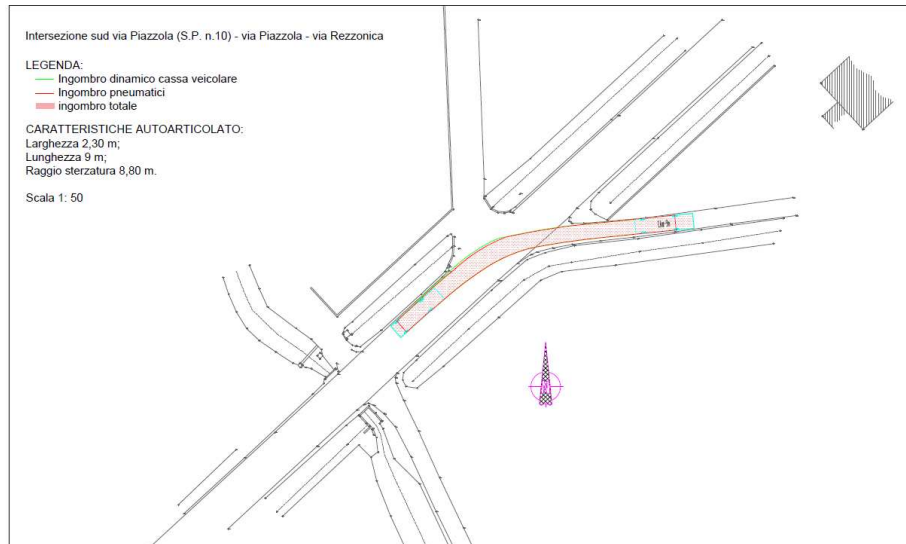 Intersezione sud via Piazzola (S.P. n.10) - via Piazzola - via Rezzonica
LEGENDA:
Ingombro dinamico cassa veicolare
Ingombro pneumatici
ingombro totale
CARATTERISTICHE AUTOARTICOLATO:
Larghezza 2,30 m;
Lunghezza 9 m;
Raggio sterzatura 8,80 m.
Scala 1: 50